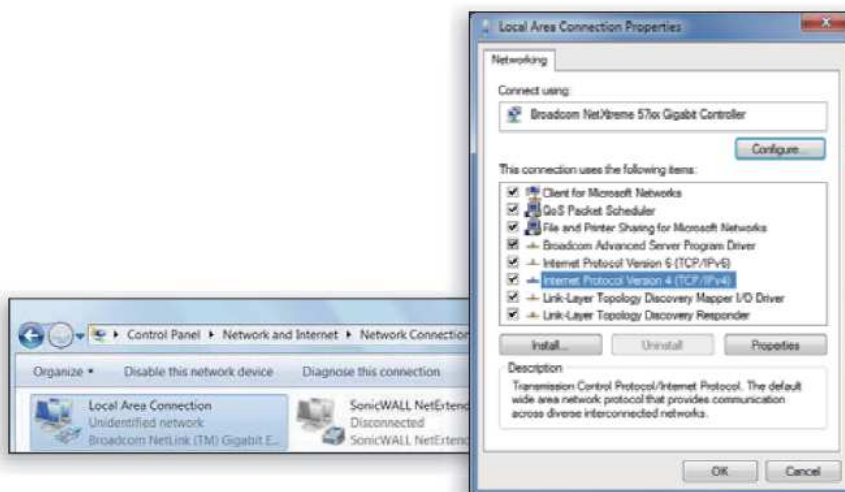 Local Area Connection Properties
Networking
Connect using:
Broadcom NetXtreme 57xx Gigabit Controller
Configure...
This connection uses the following items:
Client for Microsoft Networks
QoS Packet Scheduler
File and Printer Sharing for Microsoft Networks
Broadcom Advanced Server Program Driver
Internet Protocol Version 6 (TCP/IPv6)
Internet Protocol Version 4 (TCP/IPv4)
Link-Layer Topology Discovery Mapper I/O Driver
Link-Layer Topology Discovery Responder
Install...
Uninstall
Properties
Description
Transmission Control Protocol/Internet Protocol. The default
wide area network protocol that provides communication
across diverse interconnected networks.
OK
Cancel
Control Panel
Network and Internet
Network Connection
Organize
Disable this network device
Diagnose this connection
Local Area Connection
Unidentified network
Broadcom NetLink (TM) Gigabit E...
SonicWALL NetExtend
Disconnected
SonicWALL NetExtend